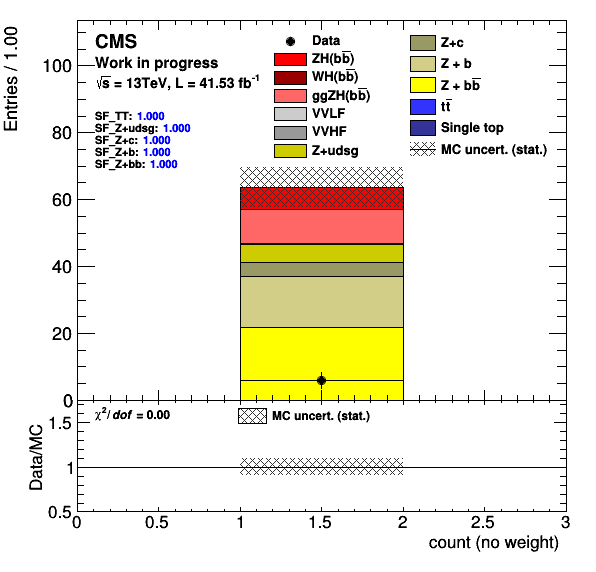 CMS
Work in progress
√s = 13TeV, L = 41.53 fb⁻¹
SF_TT: 1.000
SF_Z+udsg: 1.000
SF_Z+c: 1.000
SF_Z+b: 1.000
SF_Z+bb: 1.000
Data
ZH(bb̅)
WH(bb̅)
ggZH(bb̅)
VVLF
VVHF
Z+udsg
Z+c
Z + b
Z + bb̅
tt̅
Single top
MC uncert. (stat.)
Entries / 1.00
100
80
60
40
20
0
χ²/dof = 0.00
MC uncert. (stat.)
Data/MC
1.5
1
0.5
0
0.5
1
1.5
2
2.5
3
count (no weight)